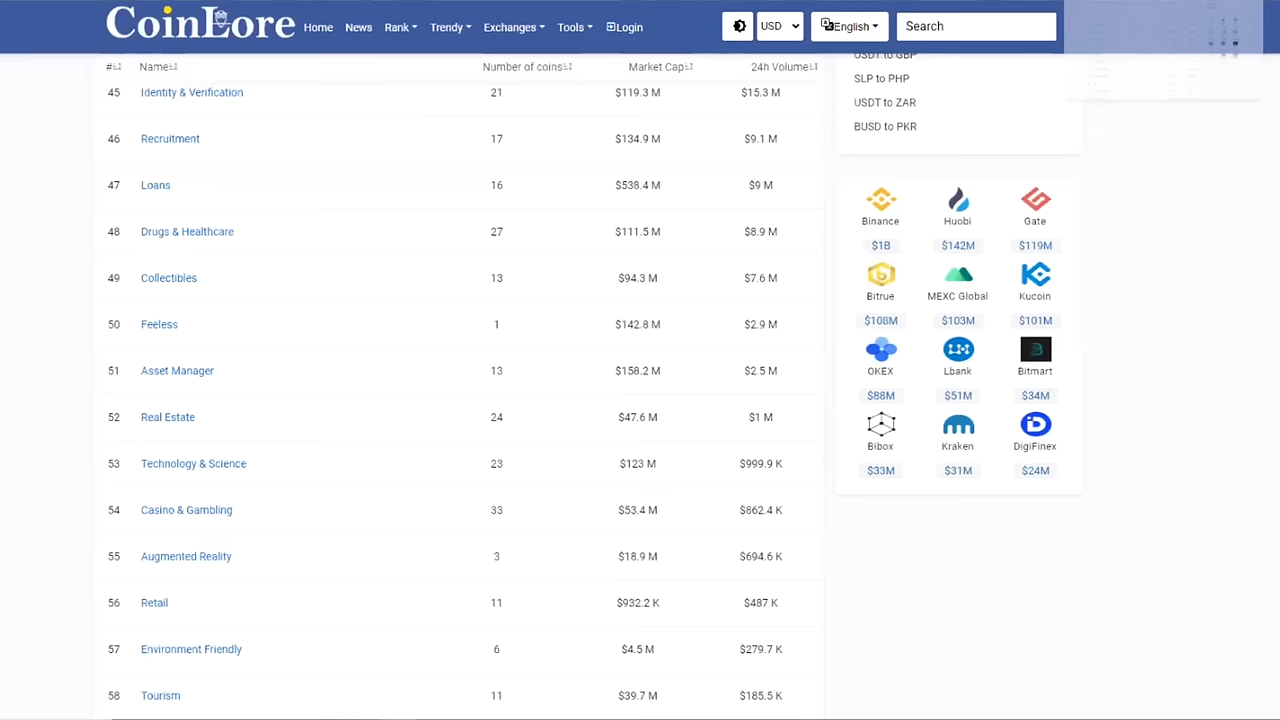 CoinLore Home News Rank Trendy Exchanges Tools Login USD English Search
# Name Number of coins Market Cap 24h Volume
45 Identity & Verification 21 $119.3 M $15.3 M
46 Recruitment 17 $134.9 M $9.1 M
47 Loans 16 $538.4 M $9 M
48 Drugs & Healthcare 27 $111.5 M $8.9 M
49 Collectibles 13 $94.3 M $7.6 M
50 Feeless 1 $142.8 M $2.9 M
51 Asset Manager 13 $158.2 M $2.5 M
52 Real Estate 24 $47.6 M $1 M
53 Technology & Science 23 $123 M $999.9 K
54 Casino & Gambling 33 $53.4 M $862.4 K
55 Augmented Reality 3 $18.9 M $694.6 K
56 Retail 11 $932.2 K $487 K
57 Environment Friendly 6 $4.5 M $279.7 K
58 Tourism 11 $39.7 M $185.5 K
USDT to GBP
SLP to PHP
USDT to ZAR
BUSD to PKR
Binance Huobi Gate
$1B $142M $119M
Bitrue MEXC Global Kucoin
$108M $103M $101M
OKEX Lbank Bitmart
$88M $51M $34M
Bibox Kraken DigiFinex
$33M $31M $24M